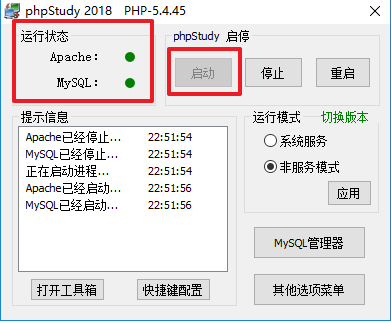 phpStudy 2018 PHP-5.4.45
运行状态
Apache:
MySQL:
phpStudy 启停
启动
停止
重启
提示信息
Apache已经停止... 22:51:54
MySQL已经停止... 22:51:54
正在启动进程... 22:51:54
Apache已经启动... 22:51:56
MySQL已经启动... 22:51:56
打开工具箱
快捷键配置
运行模式 切换版本
系统服务
非服务模式
应用
MySQL管理器
其他选项菜单